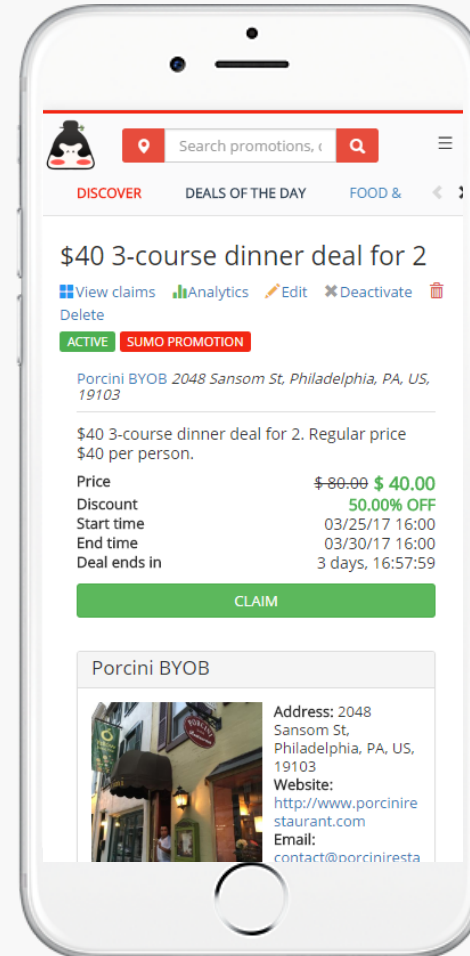 Search promotions, c
DISCOVER DEALS OF THE DAY FOOD &
$40 3-course dinner deal for 2
View claims Analytics Edit Deactivate
Delete
ACTIVE SUMO PROMOTION
Porcini BYOB 2048 Sansom St, Philadelphia, PA, US,
19103
$40 3-course dinner deal for 2. Regular price
$40 per person.
Price $ 80.00 $ 40.00
Discount 50.00% OFF
Start time 03/25/17 16:00
End time 03/30/17 16:00
Deal ends in 3 days, 16:57:59
CLAIM
Porcini BYOB
PORCINI
Address: 2048
Sansom St,
Philadelphia, PA, US,
19103
Website:
http://www.porcinire
staurant.com
Email:
contact@porciniresta